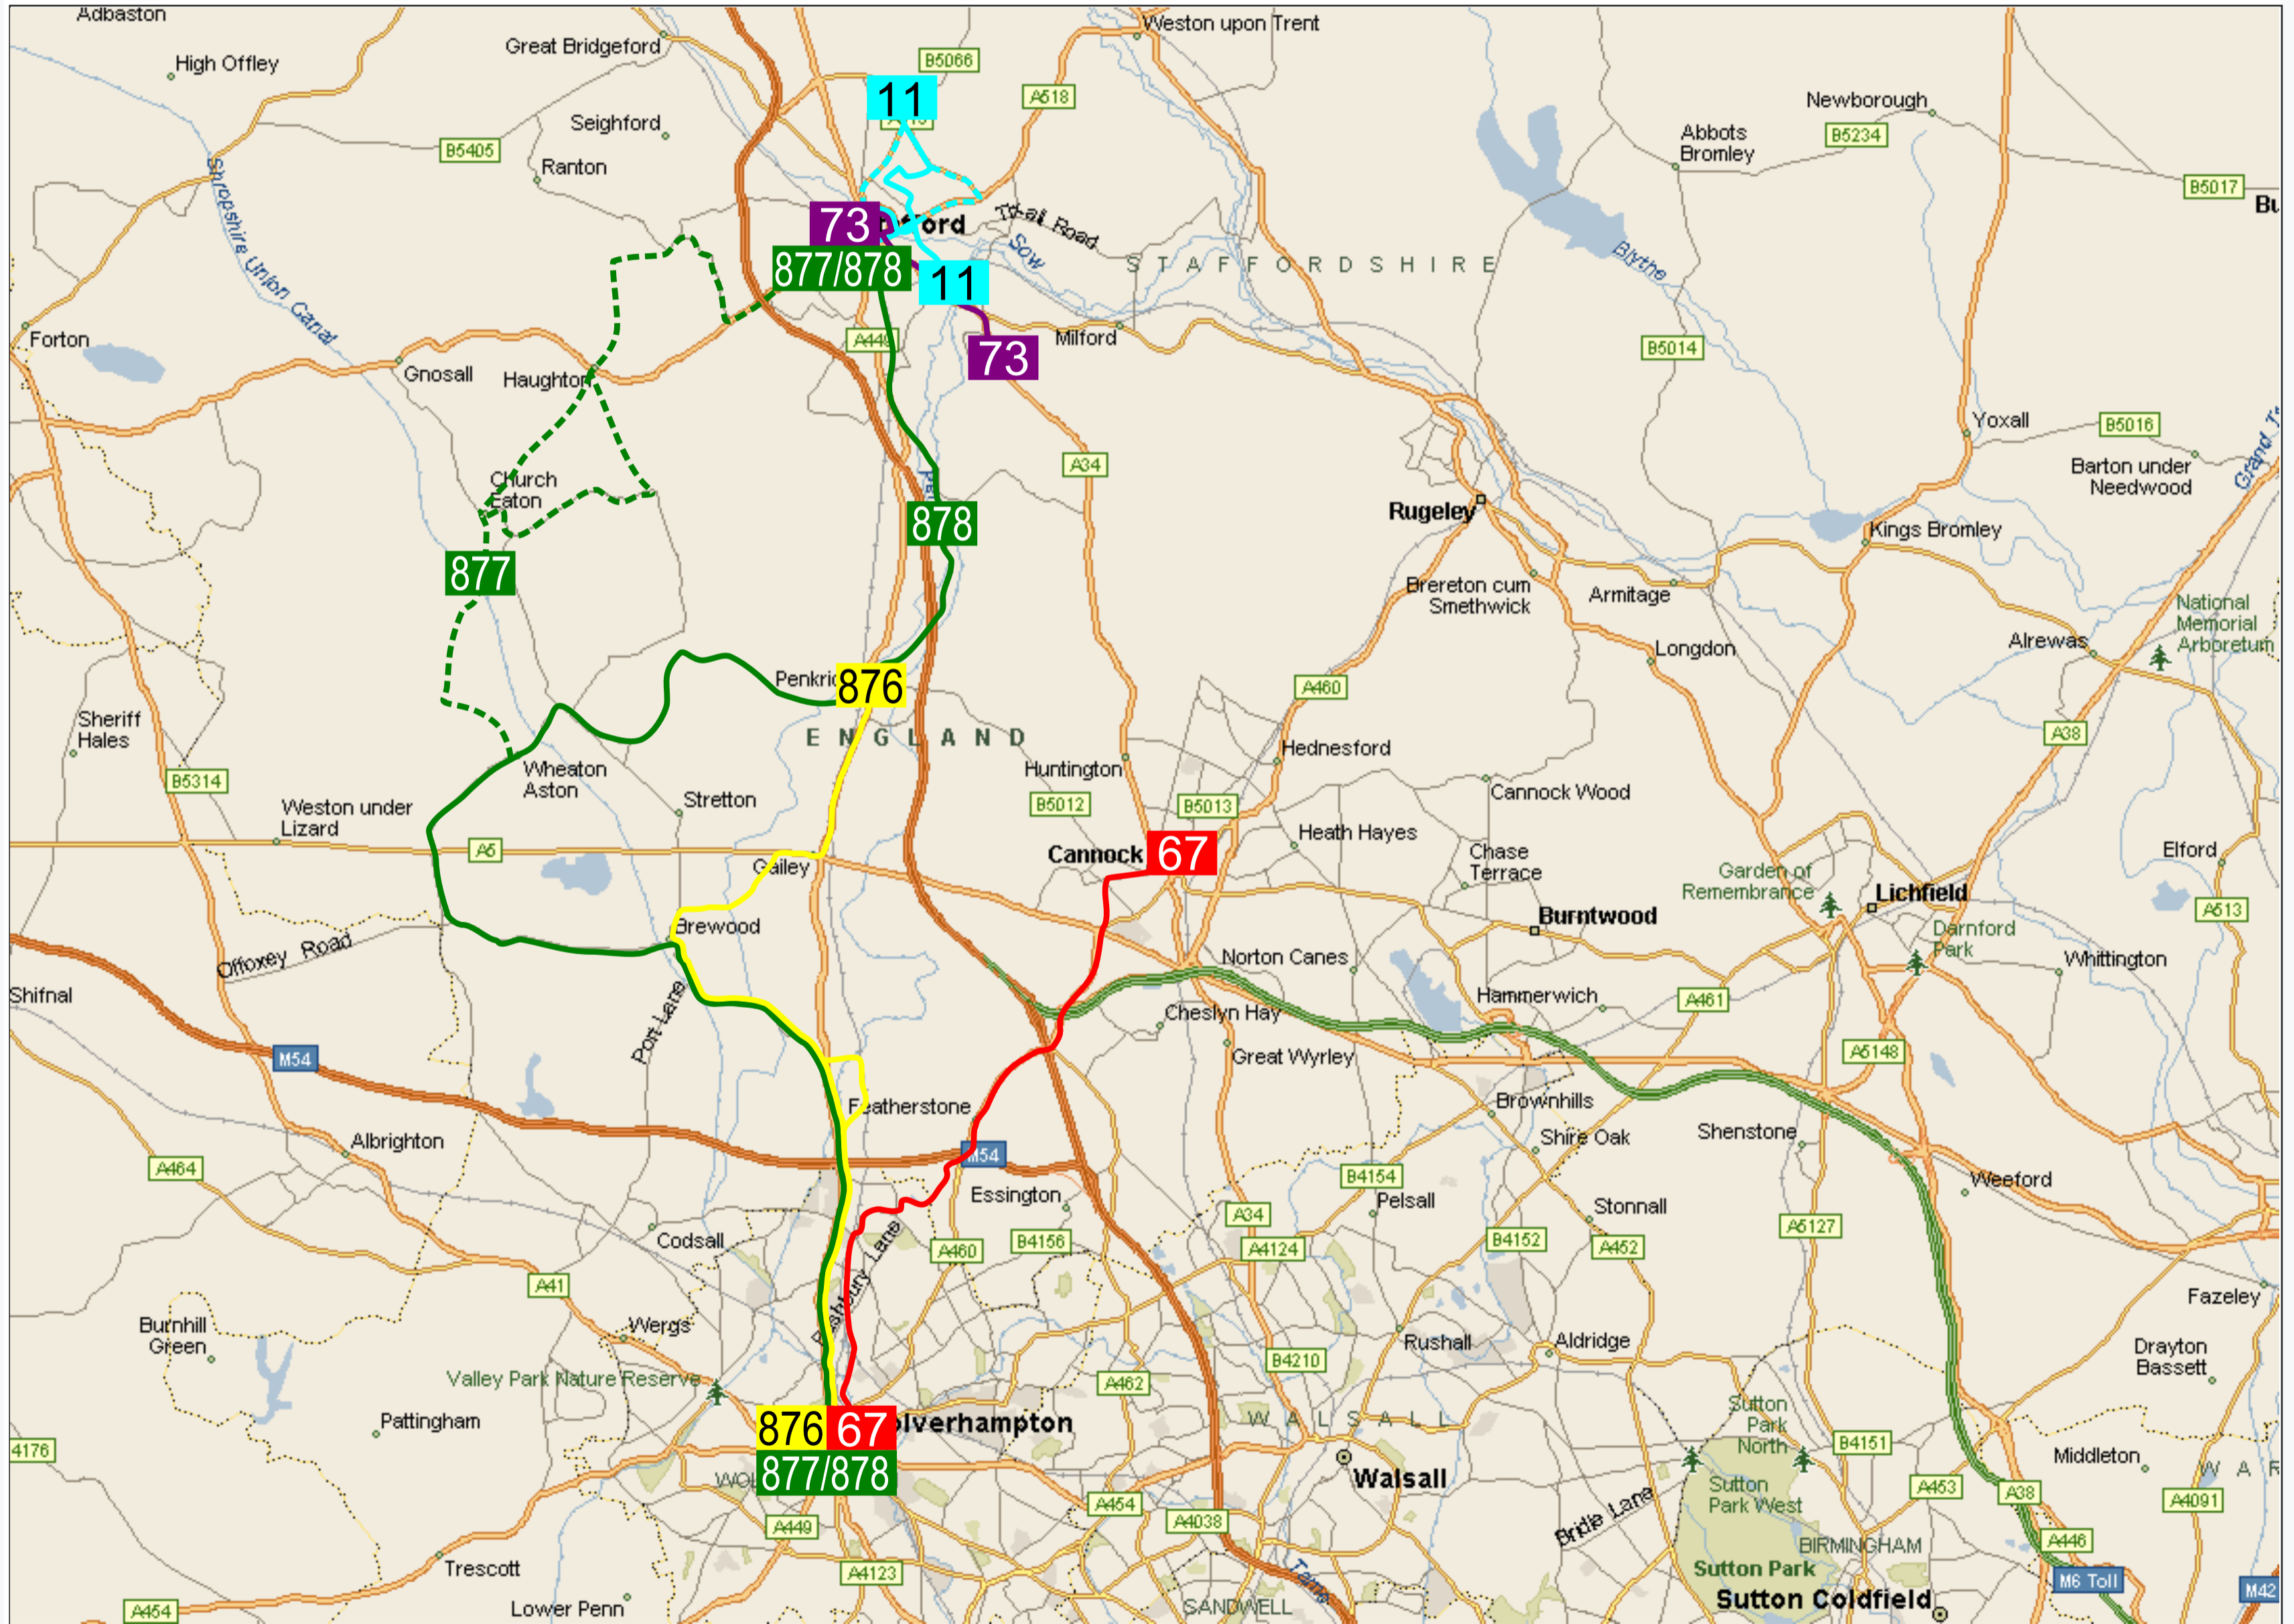 Adbaston
Weston upon Trent
Great Bridgeford
High Offley
B5066
A518
11
Newborough
Seighford
Abbots
Bromley
B5234
B5405
Ranton
B5017
73
Trail Road
877/878
11
Sow
STAFFORDSHIRE
Blythe
Shropshire Union Canal
Forton
A449
Milford
73
B5014
Gnosall
Haughton
Yoxall
B5016
A34
Barton under
Needwood
Church
Eaton
Rugeley
878
Kings Bromley
877
Brereton cum
Smethwick
Armitage
National
Memorial
Arboretum
Alrewas
Longdon
876
A460
Sheriff
Hales
ENGLAND
A38
Hednesford
Huntington
Wheaton
Aston
B5314
Stretton
B5012
B5013
Cannock Wood
Weston under
Lizard
Heath Hayes
A5
Cannock
67
Chase
Terrace
Elford
Gailey
Garden of
Remembrance
Lichfield
Burntwood
A513
Brewood
Darnford
Park
Offoxey Road
Norton Canes
Whittington
Shifnal
Port Lane
Hammerwich
A461
Cheslyn Hay
M54
Great Wyrley
A5148
Featherstone
Brownhills
Albrighton
Shire Oak
Shenstone
M54
A464
B4154
Weeford
Essington
Pelsall
Stonnall
A34
A5127
Codsall
A460
B4156
A4124
B4152
A452
A41
Fazeley
Burnhill
Green
Wergs
Rushall
Aldridge
Drayton
Bassett
B4210
Valley Park Nature Reserve
A462
Sutton
Park
North
Pattingham
876
67
WALSALL
4176
B4151
Middleton
877/878
Walsall
Sutton
Park West
A453
A38
A4091
A454
Bridle Lane
A449
A4038
A446
BIRMINGHAM
Trescott
A4123
Tame
Sutton Park
M6 Toll
M42
Sutton Coldfield
A454
Lower Penn
SANDWELL